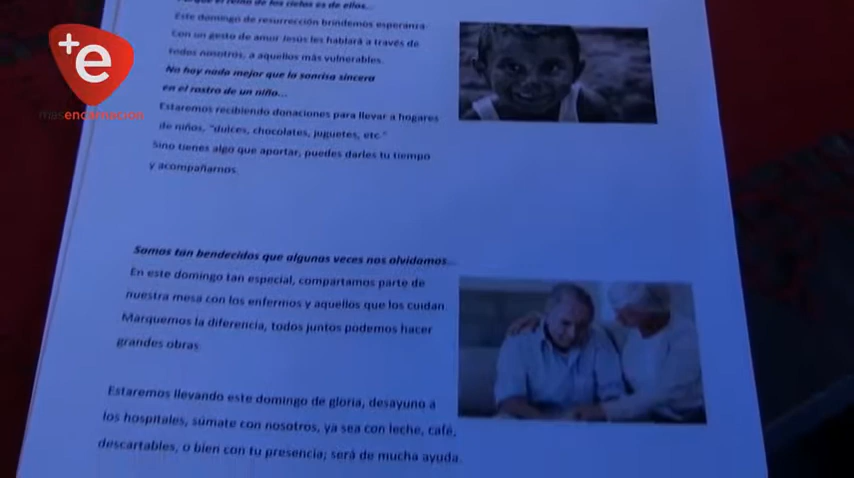 Porque el reino de los cielos es de ellos...
Este domingo de resurrección brindemos esperanza
Con un gesto de amor Jesús les hablará a través de
todos nosotros, a aquellos más vulnerables.
No hay nada mejor que la sonrisa sincera
en el rostro de un niño...
Estaremos recibiendo donaciones para llevar a hogares
de niños, "dulces, chocolates, juguetes, etc."
Sino tienes algo que aportar, puedes darles tu tiempo
y acompañarnos.
Somos tan bendecidos que algunas veces nos olvidamos...
En este domingo tan especial, compartamos parte de
nuestra mesa con los enfermos y aquellos que los cuidan.
Marquemos la diferencia, todos juntos podemos hacer
grandes obras.
Estaremos llevando este domingo de gloria, desayuno a
los hospitales, súmate con nosotros, ya sea con leche, café,
descartables, o bien con tu presencia; será de mucha ayuda.
+e
masencarnacion